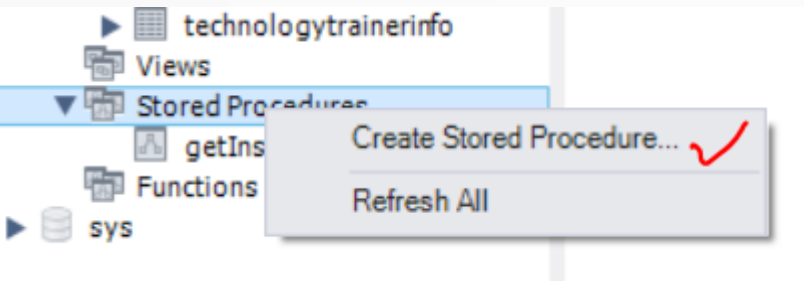 technologytrainerinfo
Views
Stored Procedures
Create Stored Procedure...
getIns
Functions
Refresh All
sys